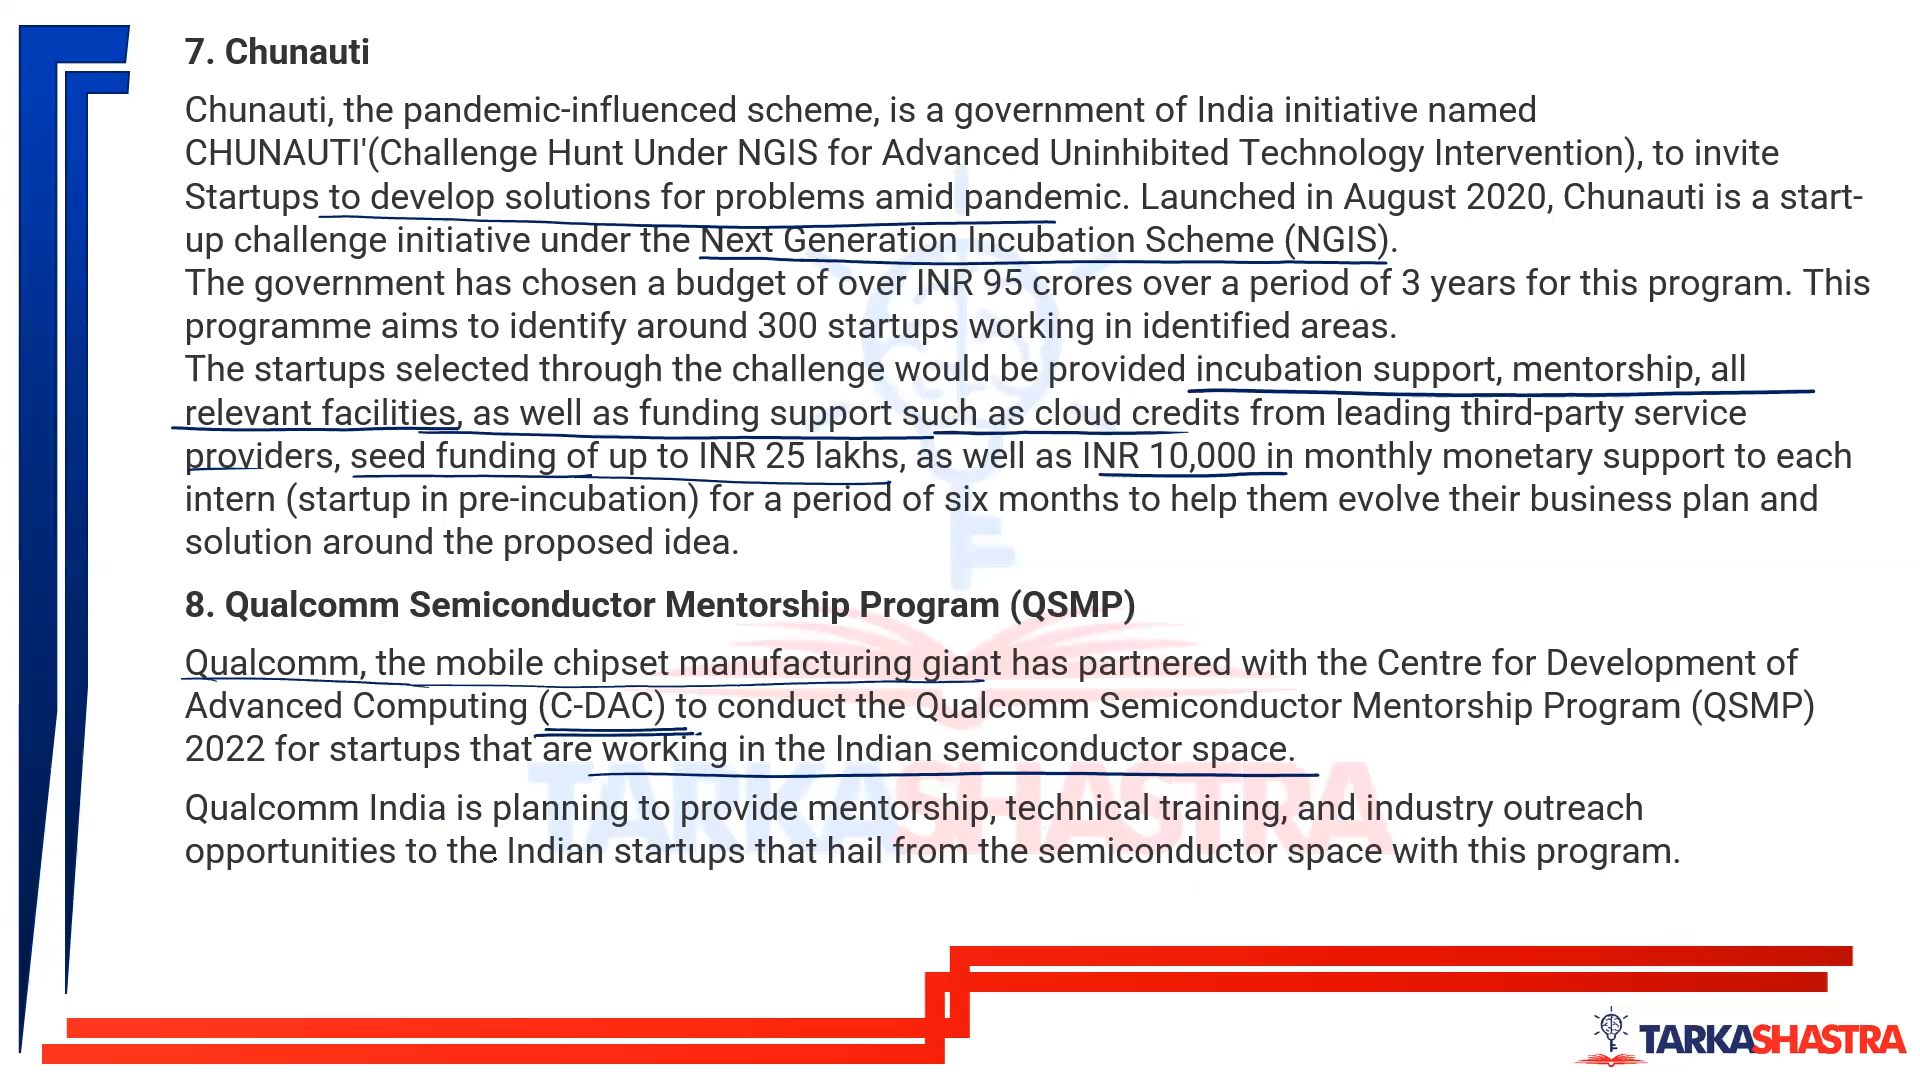 7. Chunauti
Chunauti, the pandemic-influenced scheme, is a government of India initiative named
CHUNAUTI'(Challenge Hunt Under NGIS for Advanced Uninhibited Technology Intervention), to invite
Startups to develop solutions for problems amid pandemic. Launched in August 2020, Chunauti is a start-
up challenge initiative under the Next Generation Incubation Scheme (NGIS).
The government has chosen a budget of over INR 95 crores over a period of 3 years for this program. This
programme aims to identify around 300 startups working in identified areas.
The startups selected through the challenge would be provided incubation support, mentorship, all
relevant facilities, as well as funding support such as cloud credits from leading third-party service
providers, seed funding of up to INR 25 lakhs, as well as INR 10,000 in monthly monetary support to each
intern (startup in pre-incubation) for a period of six months to help them evolve their business plan and
solution around the proposed idea.
8. Qualcomm Semiconductor Mentorship Program (QSMP)
Qualcomm, the mobile chipset manufacturing giant has partnered with the Centre for Development of
Advanced Computing (C-DAC) to conduct the Qualcomm Semiconductor Mentorship Program (QSMP)
2022 for startups that are working in the Indian semiconductor space.
TARKASHASTRA
Qualcomm India is planning to provide mentorship, technical training, and industry outreach
opportunities to the Indian startups that hail from the semiconductor space with this program.
TARKASHASTRA